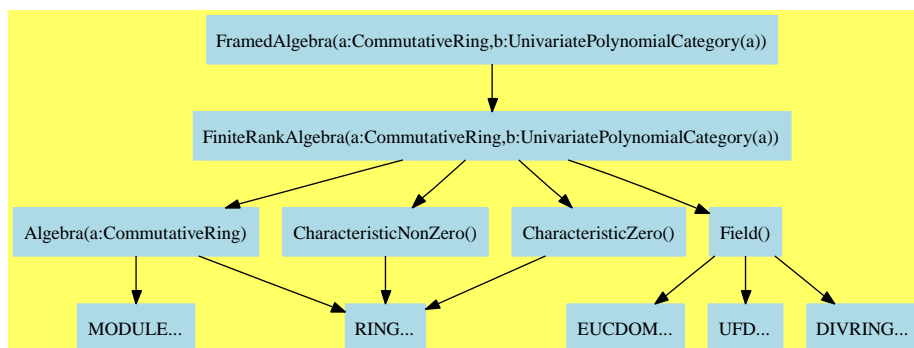 FramedAlgebra(a:CommutativeRing,b:UnivariatePolynomialCategory(a))
FiniteRankAlgebra(a:CommutativeRing,b:UnivariatePolynomialCategory(a))
Algebra(a:CommutativeRing)
CharacteristicNonZero()
CharacteristicZero()
Field()
MODULE...
RING...
EUCDOM...
UFD...
DIVRING...